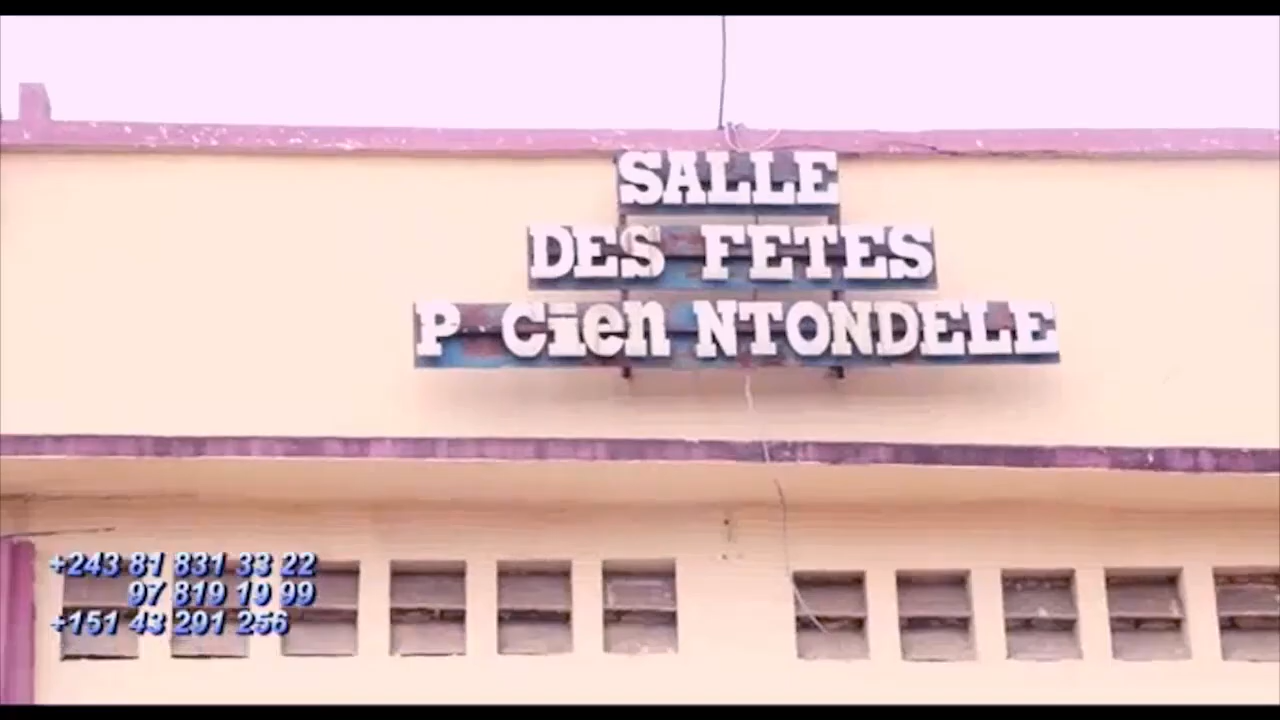 SALLE
DES FETES
P. Cien NTONDELE
+243 81 831 33 22
97 819 19 99
+151 43 201 256